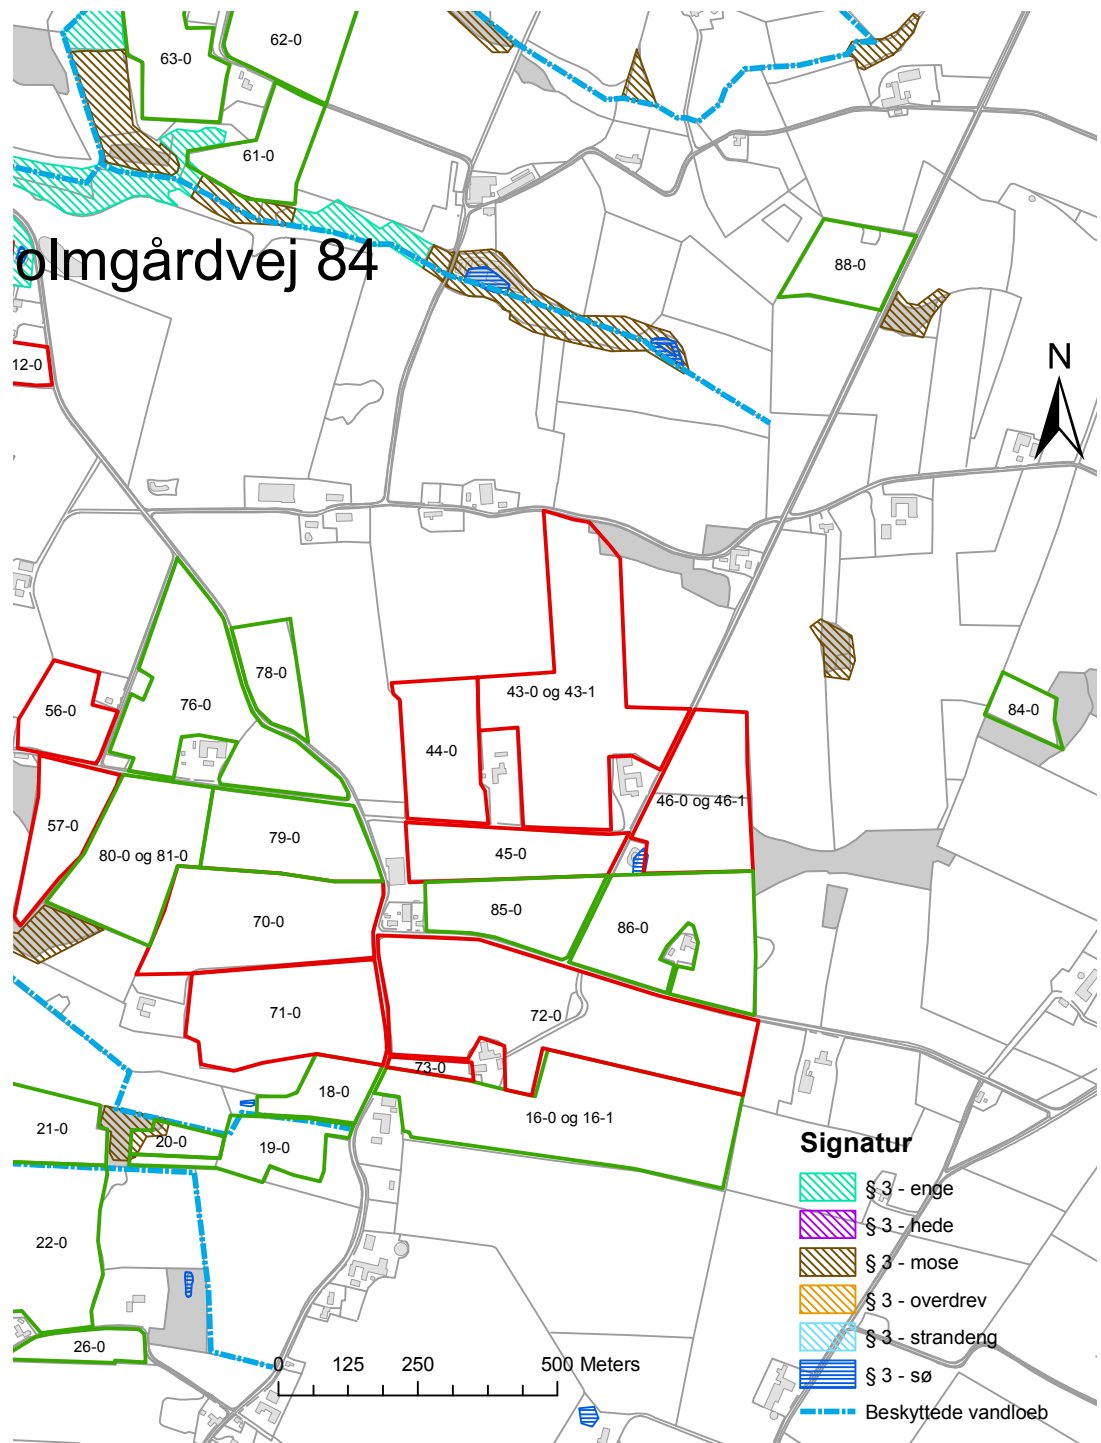 62-0
63-0
61-0
olmgårdvej 84
88-0
12-0
N
78-0
56-0
76-0
43-0 og 43-1
84-0
44-0
46-0 og 46-1
57-0
79-0
80-0 og 81-0
45-0
85-0
70-0
86-0
71-0
72-0
73-0
18-0
16-0 og 16-1
21-0
20-0
19-0
22-0
26-0
Signatur
§ 3 - enge
§ 3 - hede
§ 3 - mose
§ 3 - overdrev
§ 3 - strandeng
§ 3 - sø
Beskyttede vandloeb
0 125 250 500 Meters